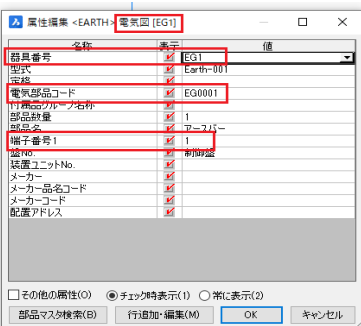 属性編集 <EARTH> 電気図 [EG1]
名称 表示 値
器具番号 EG1
型式 Earth-001
定格
電気部品コード EG0001
付属品グループ名称
部品数量 1
部品名 アースバー
端子番号1 1
盤No. 制御盤
装置ユニットNo.
メーカー
メーカー品名コード
メーカーコード
配置アドレス
その他の属性(O) チェック時表示(1) 常に表示(2)
部品マスタ検索(B) 行追加・編集(M) OK キャンセル